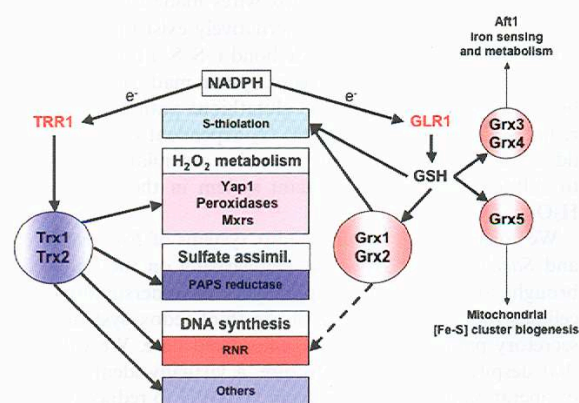 Aft1
Iron sensing
and metabolism
NADPH
e-
e-
TRR1
S-thiolation
GLR1
Grx3
Grx4
H₂O₂ metabolism
GSH
Yap1
Peroxidases
Mxrs
Trx1
Trx2
Grx1
Grx2
Grx5
Sulfate assimil.
PAPS reductase
DNA synthesis
RNR
Mitochondrial
[Fe-S] cluster biogenesis
Others